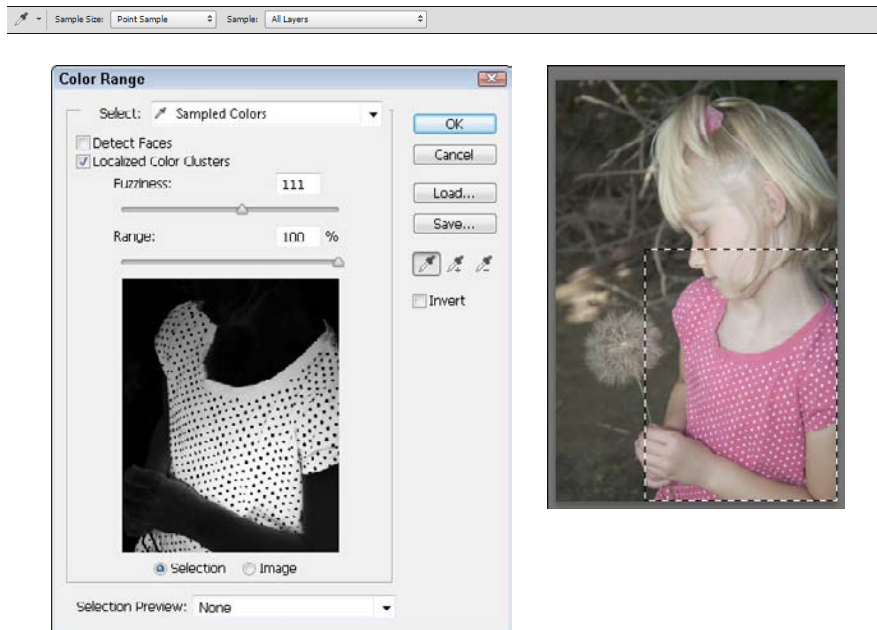 Sample Size: Point Sample Sample: All Layers
Color Range
Select: Sampled Colors
Detect Faces
Localized Color Clusters
Fuzziness: 111
Range: 100 %
OK
Cancel
Load...
Save...
Invert
Selection Image
Selection Preview: None